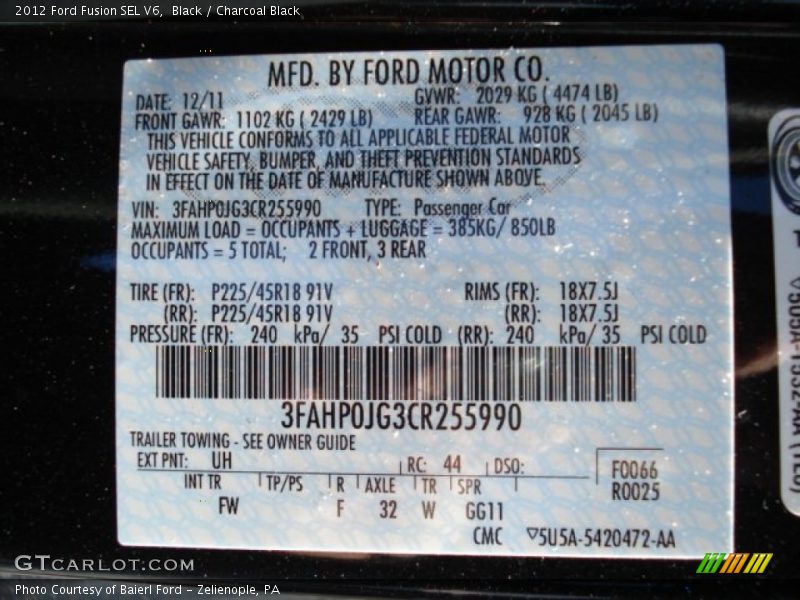 2012 Ford Fusion SEL V6,  Black / Charcoal Black
MFD. BY FORD MOTOR CO.
DATE: 12/11 GVWR: 2029 KG ( 4474 LB)
FRONT GAWR: 1102 KG ( 2429 LB) REAR GAWR: 928 KG ( 2045 LB)
THIS VEHICLE CONFORMS TO ALL APPLICABLE FEDERAL MOTOR
VEHICLE SAFETY, BUMPER, AND THEFT PREVENTION STANDARDS
IN EFFECT ON THE DATE OF MANUFACTURE SHOWN ABOVE.
VIN: 3FAHP0JG3CR255990 TYPE: Passenger Car
MAXIMUM LOAD = OCCUPANTS + LUGGAGE = 385KG/ 850LB
OCCUPANTS = 5 TOTAL; 2 FRONT, 3 REAR
TIRE (FR): P225/45R18 91V RIMS (FR): 18X7.5J
(RR): P225/45R18 91V (RR): 18X7.5J
PRESSURE (FR): 240 kPa/ 35 PSI COLD (RR): 240 kPa/ 35 PSI COLD
3FAHP0JG3CR255990
TRAILER TOWING - SEE OWNER GUIDE
EXT PNT: UH RC: 44 DSO: F0066
INT TR TP/PS R AXLE TR SPR R0025
FW F 32 W GG11
CMC ▽5U5A-5420472-AA
GTcarlot.com
Photo Courtesy of Baierl Ford - Zelienople, PA